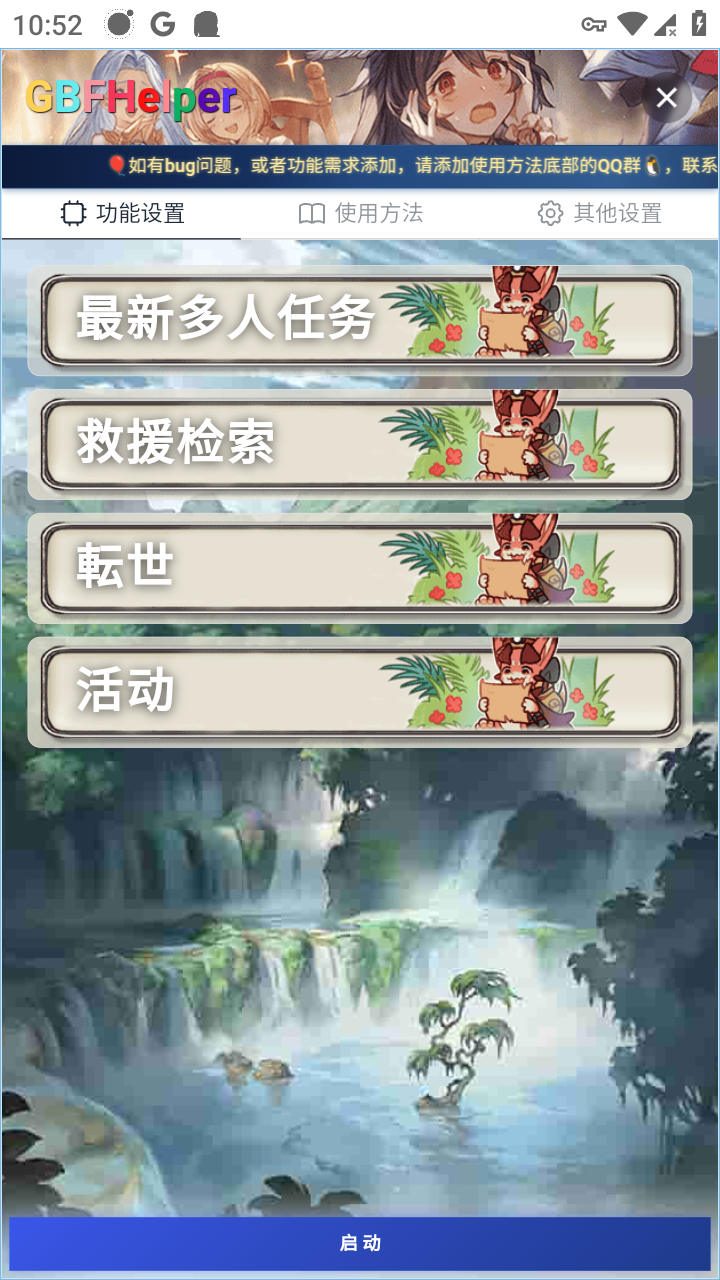 10:52
GBFHelper
🎈如有bug问题，或者功能需求添加，请添加使用方法底部的QQ群🐧，联系
功能设置
使用方法
其他设置
最新多人任务
救援检索
転世
活动
启动